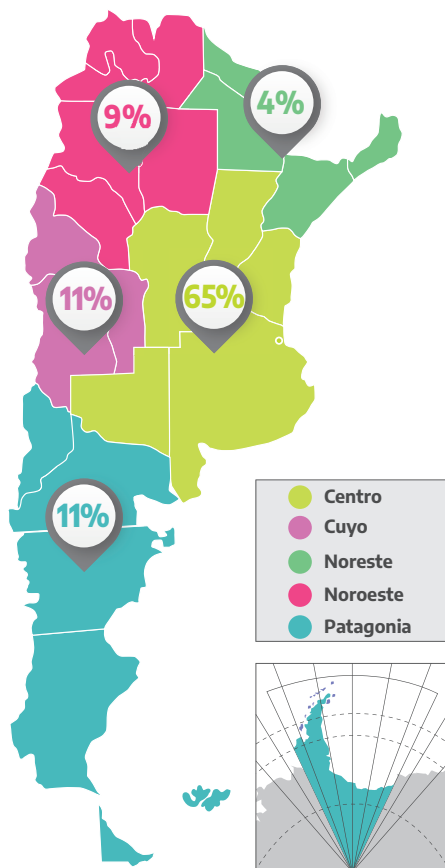 9%
4%
11%
65%
11%
Centro
Cuyo
Noreste
Noroeste
Patagonia